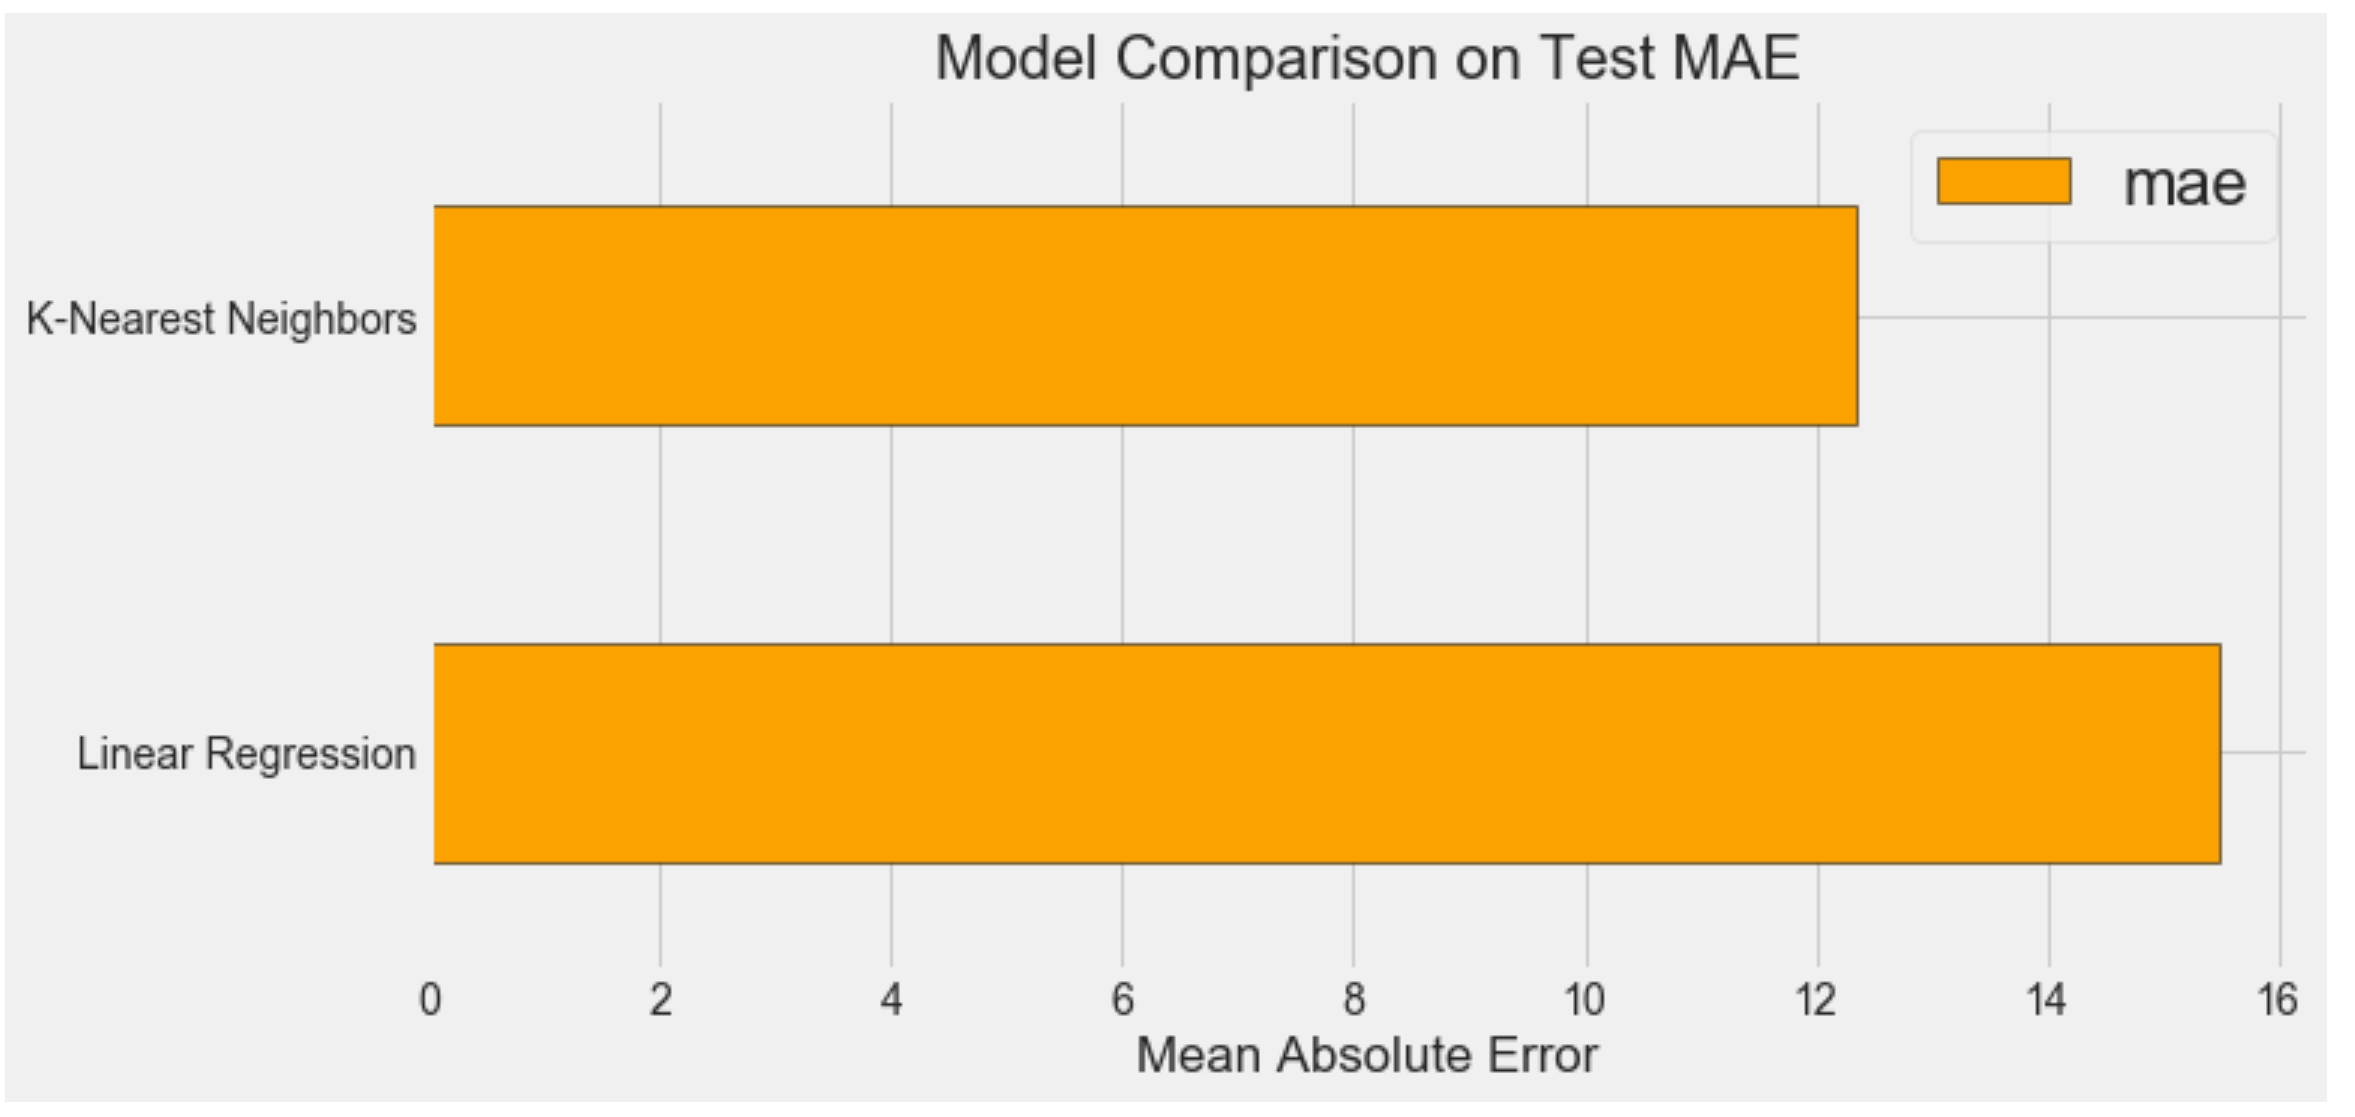 Model Comparison on Test MAE
mae
K-Nearest Neighbors
Linear Regression
0 2 4 6 8 10 12 14 16
Mean Absolute Error